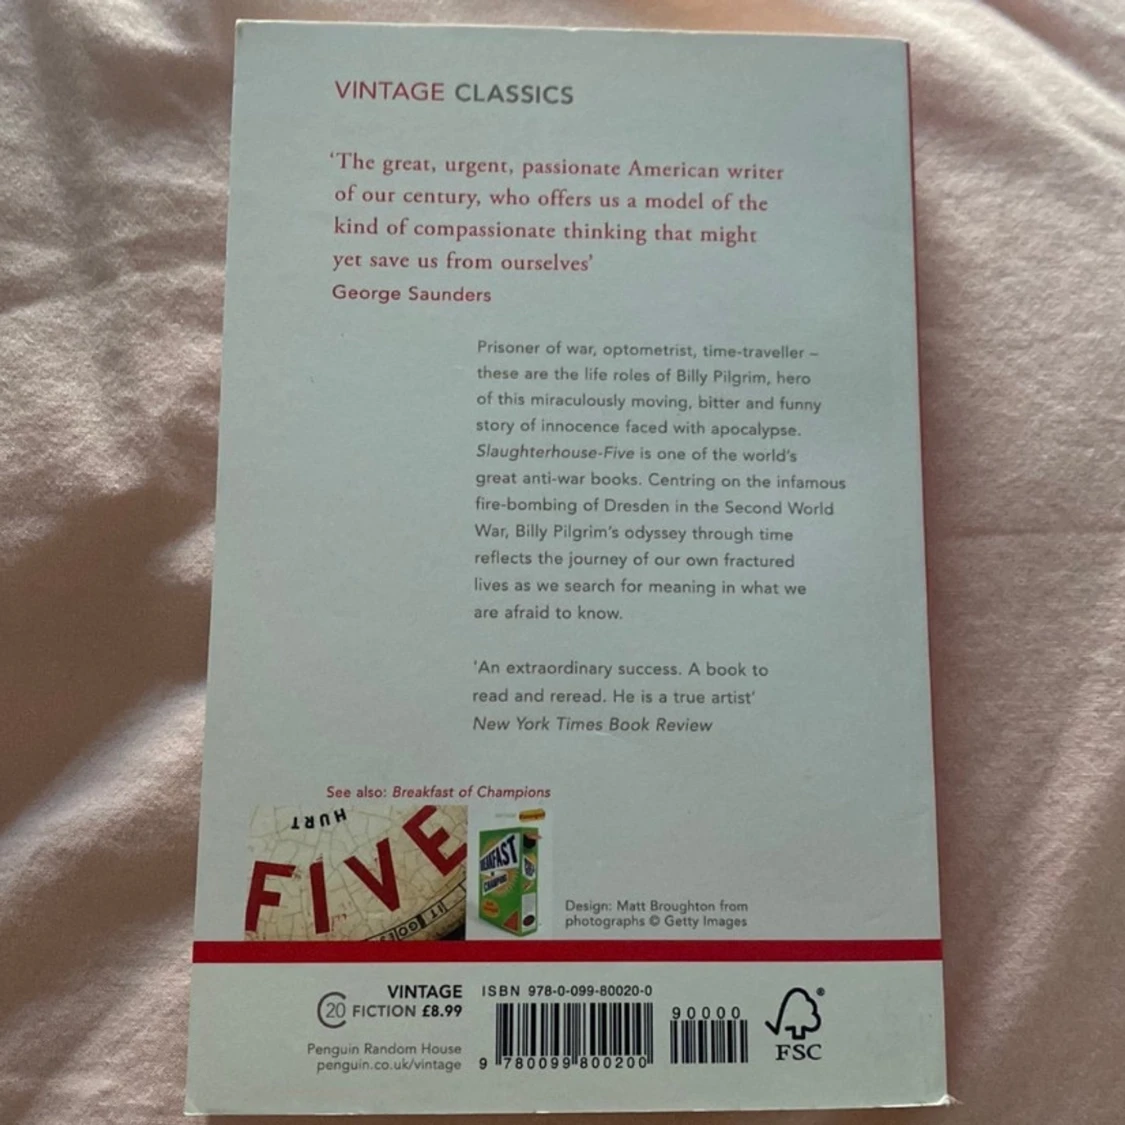 VINTAGE CLASSICS
‘The great, urgent, passionate American writer
of our century, who offers us a model of the
kind of compassionate thinking that might
yet save us from ourselves’
George Saunders
Prisoner of war, optometrist, time-traveller –
these are the life roles of Billy Pilgrim, hero
of this miraculously moving, bitter and funny
story of innocence faced with apocalypse.
Slaughterhouse-Five is one of the world's
great anti-war books. Centring on the infamous
fire-bombing of Dresden in the Second World
War, Billy Pilgrim's odyssey through time
reflects the journey of our own fractured
lives as we search for meaning in what we
are afraid to know.
'An extraordinary success. A book to
read and reread. He is a true artist'
New York Times Book Review
See also: Breakfast of Champions
HURT
FIVE
IT GOES
BREAKFAST
CHAMPIONS
Design: Matt Broughton from
photographs © Getty Images
VINTAGE
C20 FICTION £8.99
Penguin Random House
penguin.co.uk/vintage
ISBN 978-0-099-80020-0
90000
9 780099 800200
FSC®